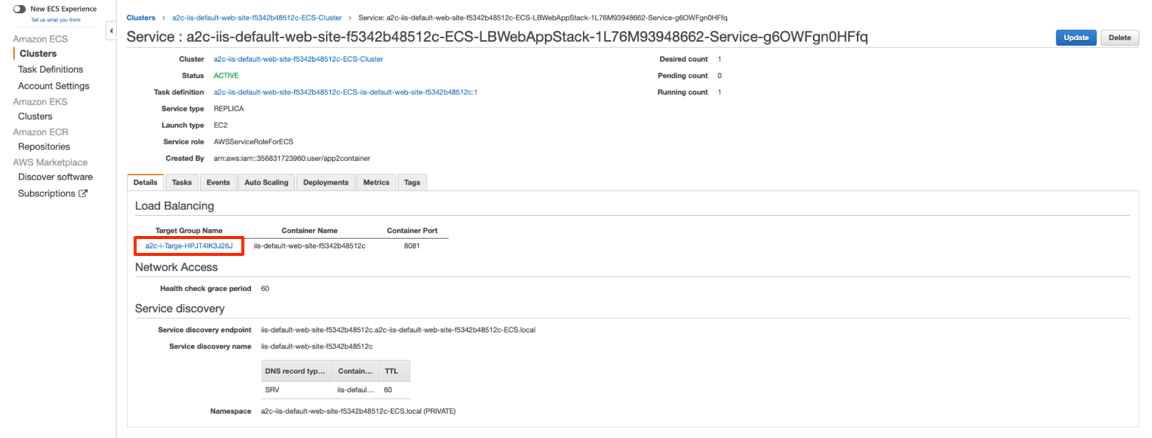 New ECS Experience
Tell us what you think
Amazon ECS
Clusters
Task Definitions
Account Settings
Amazon EKS
Clusters
Amazon ECR
Repositories
AWS Marketplace
Discover software
Subscriptions
Clusters > a2c-iis-default-web-site-f5342b48512c-ECS-Cluster > Service: a2c-iis-default-web-site-f5342b48512c-ECS-LBWebAppStack-1L76M93948662-Service-g6OWFgn0HFfq
Service : a2c-iis-default-web-site-f5342b48512c-ECS-LBWebAppStack-1L76M93948662-Service-g6OWFgn0HFfq
Update Delete
Cluster a2c-iis-default-web-site-f5342b48512c-ECS-Cluster Desired count 1
Status ACTIVE Pending count 0
Task definition a2c-iis-default-web-site-f5342b48512c-ECS-iis-default-web-site-f5342b48512c:1 Running count 1
Service type REPLICA
Launch type EC2
Service role AWSServiceRoleForECS
Created By arn:aws:iam::356831723960:user/app2container
Details Tasks Events Auto Scaling Deployments Metrics Tags
Load Balancing
Target Group Name Container Name Container Port
a2c-i-Targe-HPJT4IK3J26J iis-default-web-site-f5342b48512c 8081
Network Access
Health check grace period 60
Service discovery
Service discovery endpoint iis-default-web-site-f5342b48512c.a2c-iis-default-web-site-f5342b48512c-ECS.local
Service discovery name iis-default-web-site-f5342b48512c
DNS record typ... Contain... TTL
SRV iis-defaul... 60
Namespace a2c-iis-default-web-site-f5342b48512c-ECS.local (PRIVATE)